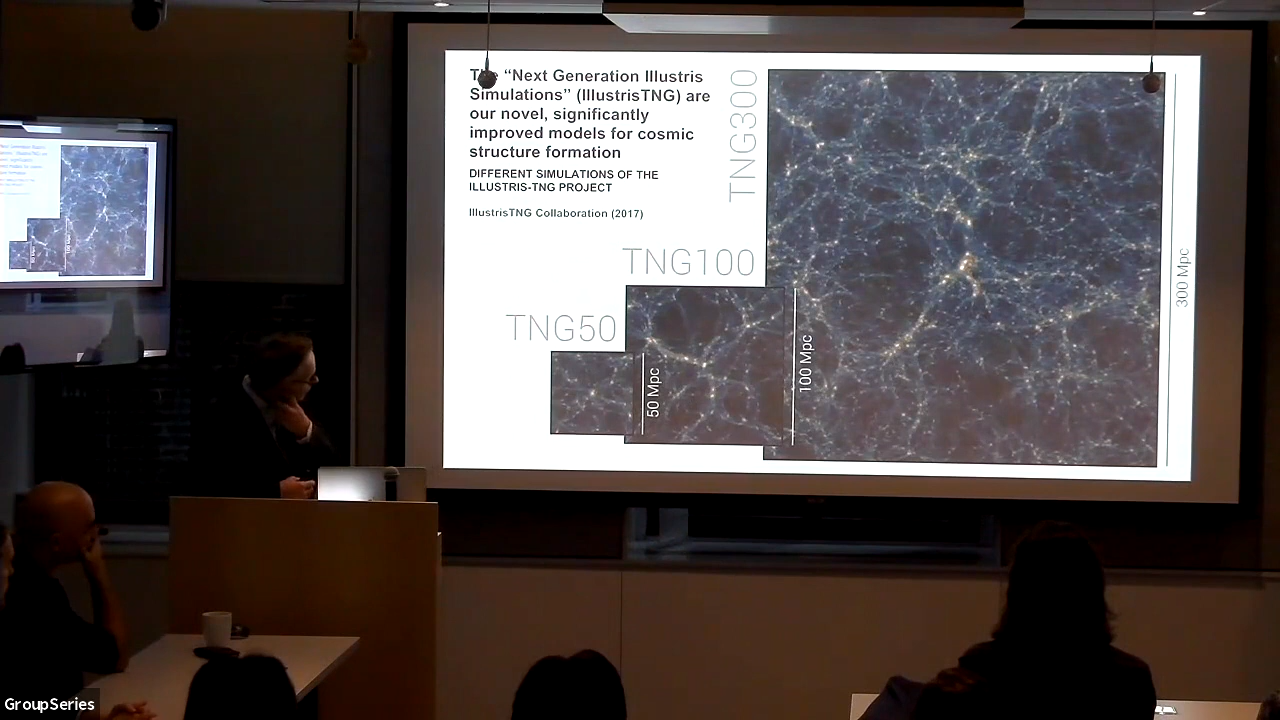 The “Next Generation Illustris
Simulations” (IllustrisTNG) are
our novel, significantly
improved models for cosmic
structure formation
DIFFERENT SIMULATIONS OF THE
ILLUSTRIS-TNG PROJECT
IllustrisTNG Collaboration (2017)
TNG300
300 Mpc
TNG100
100 Mpc
TNG50
50 Mpc
GroupSeries